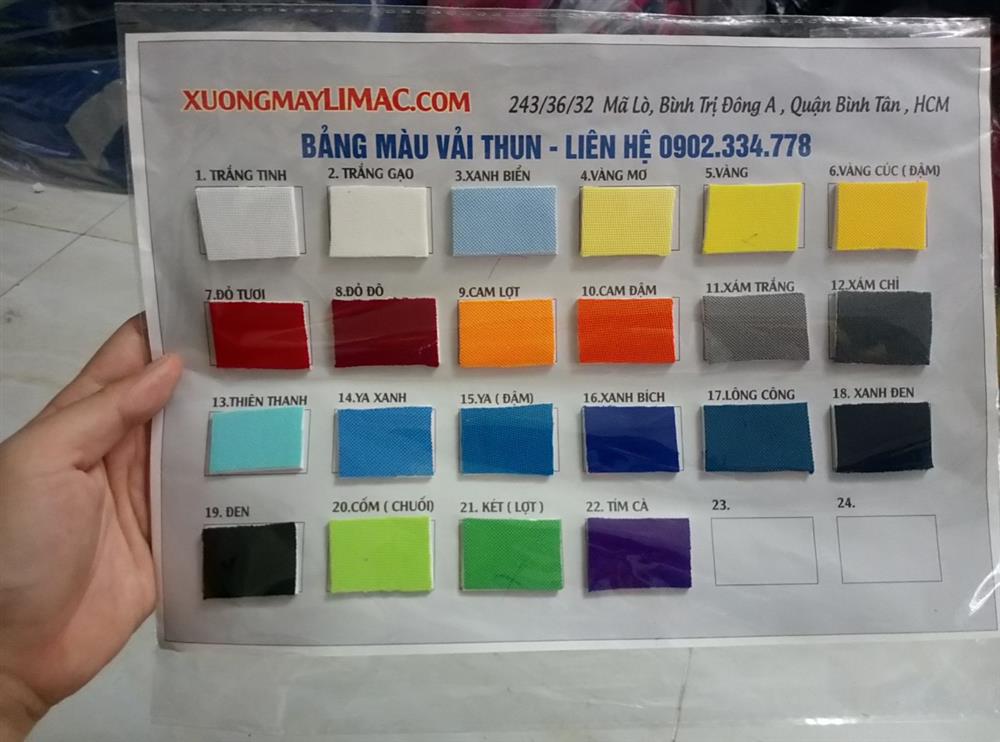 XUONGMAYLIMAC.COM 243/36/32 Mã Lò, Bình Trị Đông A , Quận Bình Tân , HCM
BẢNG MÀU VẢI THUN - LIÊN HỆ 0902.334.778
1. TRẮNG TINH 2. TRẮNG GẠO 3.XANH BIỂN 4.VÀNG MƠ 5.VÀNG 6.VÀNG CÚC ( ĐẬM)
7.ĐỎ TƯƠI 8.ĐỎ ĐÔ 9.CAM LỢT 10.CAM ĐẬM 11.XÁM TRẮNG 12.XÁM CHÌ
13.THIÊN THANH 14.YA XANH 15.YA ( ĐẬM) 16.XANH BÍCH 17.LÔNG CÔNG 18. XANH ĐEN
19. ĐEN 20.CỐM ( CHUỐI) 21. KÉT ( LỢT ) 22. TÍM CÀ 23. 24.